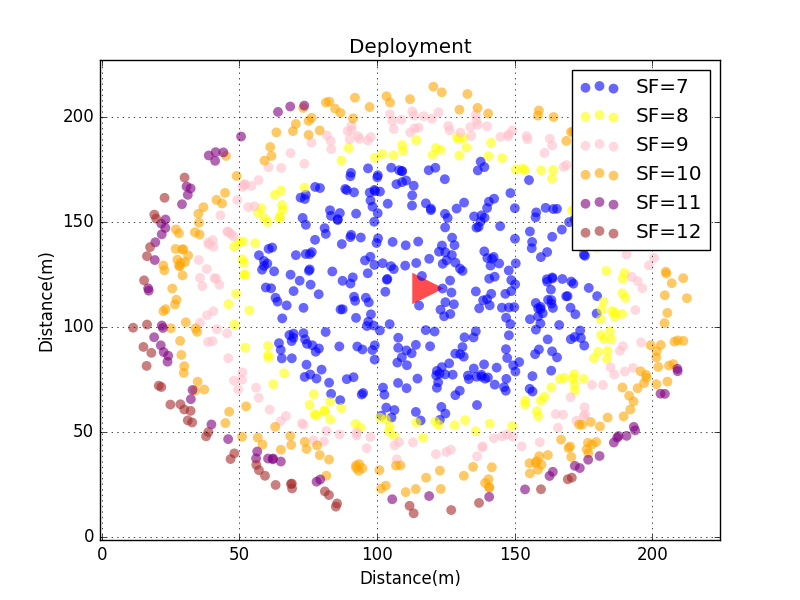 Deployment
SF=7
SF=8
SF=9
SF=10
SF=11
SF=12
Distance(m)
200
150
100
50
0
0
50
100
150
200
Distance(m)